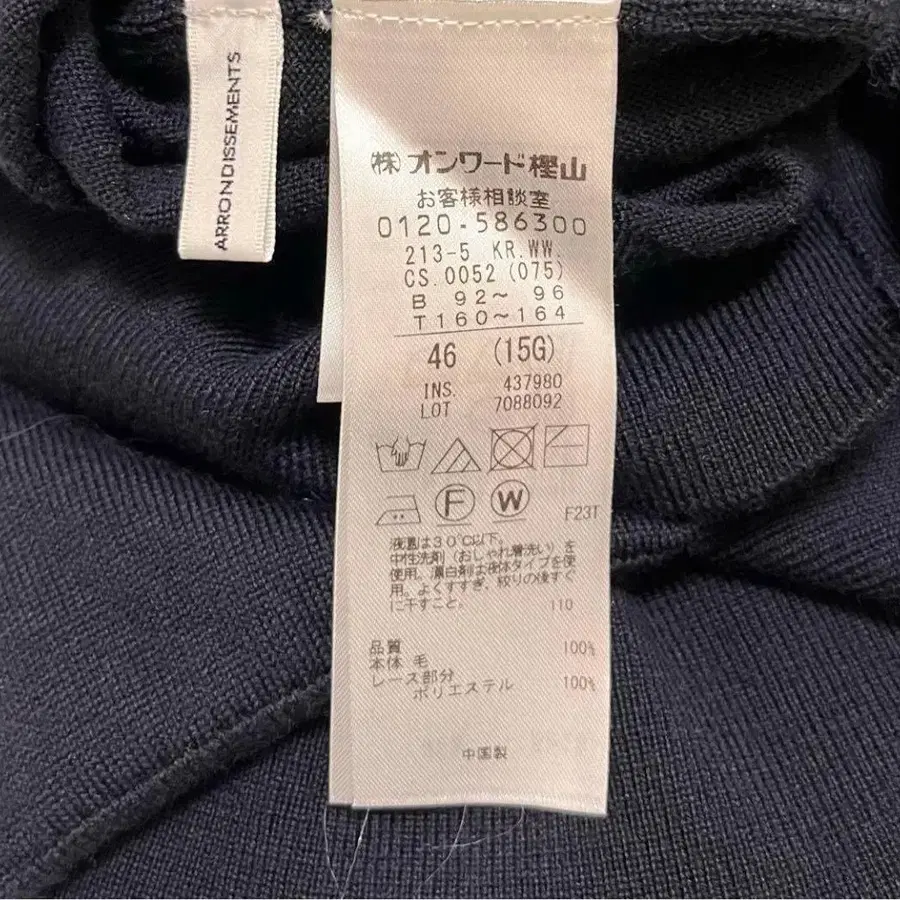 ARRONDISSEMENTS
(株)オンワード樫山
お客様相談室
0120-586300
213-5 KR.WW.
CS.0052(075)
B 92～ 96
T160～164
46 (15G)
INS. 437980
LOT 7088092
F W
F23T
液温は30℃以下。
中性洗剤(おしゃれ着洗い)を
使用。漂白剤は液体タイプを使
用。よくすすぎ、絞りの後すぐ
に干すこと。 110
品質
本体 毛 100%
レース部分
ポリエステル 100%
中国製